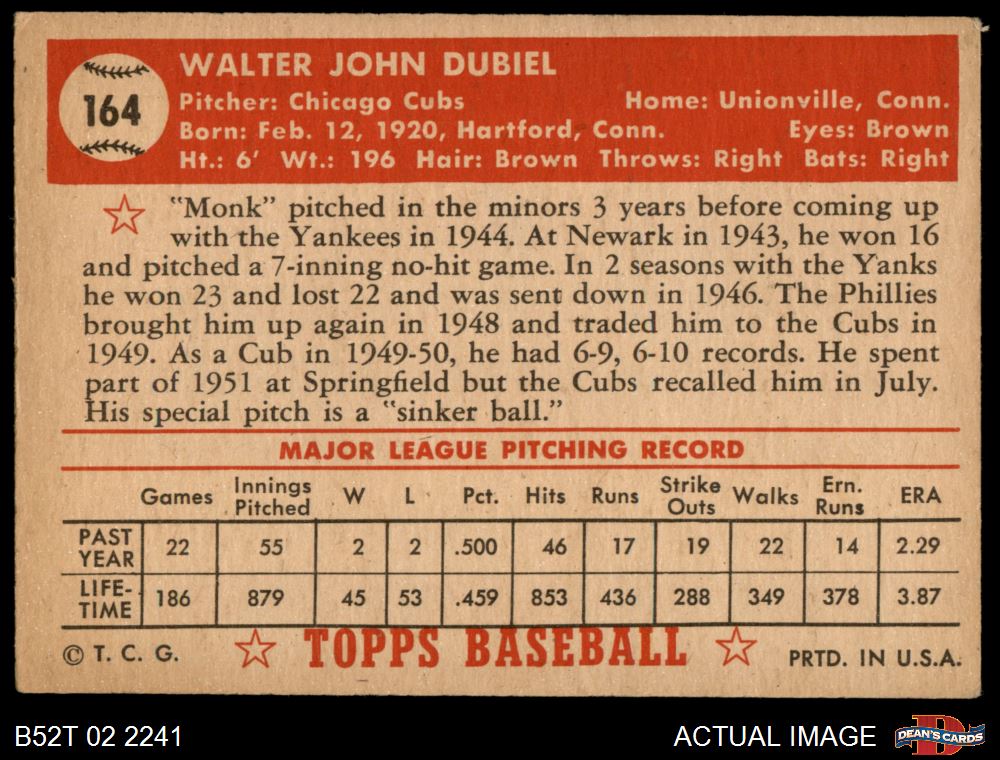 164
WALTER JOHN DUBIEL
Pitcher: Chicago Cubs Home: Unionville, Conn.
Born: Feb. 12, 1920, Hartford, Conn. Eyes: Brown
Ht.: 6' Wt.: 196 Hair: Brown Throws: Right Bats: Right
"Monk" pitched in the minors 3 years before coming up
with the Yankees in 1944. At Newark in 1943, he won 16
and pitched a 7-inning no-hit game. In 2 seasons with the Yanks
he won 23 and lost 22 and was sent down in 1946. The Phillies
brought him up again in 1948 and traded him to the Cubs in
1949. As a Cub in 1949-50, he had 6-9, 6-10 records. He spent
part of 1951 at Springfield but the Cubs recalled him in July.
His special pitch is a "sinker ball."
MAJOR LEAGUE PITCHING RECORD
Games Innings Pitched W L Pct. Hits Runs Strike Outs Walks Ern. Runs ERA
PAST YEAR 22 55 2 2 .500 46 17 19 22 14 2.29
LIFE-TIME 186 879 45 53 .459 853 436 288 349 378 3.87
© T. C. G. TOPPS BASEBALL PRTD. IN U.S.A.
B52T 02 2241 ACTUAL IMAGE DEAN'S CARDS